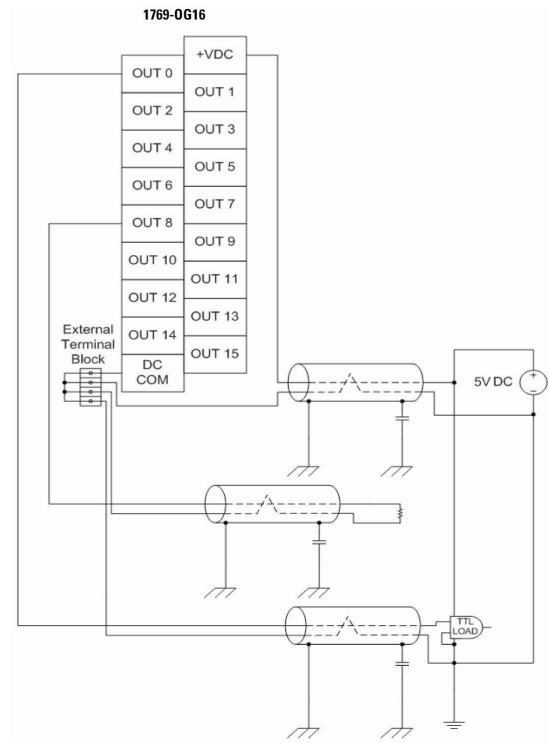 1769-OG16
+VDC
OUT 0
OUT 1
OUT 2
OUT 3
OUT 4
OUT 5
OUT 6
OUT 7
OUT 8
OUT 9
OUT 10
OUT 11
OUT 12
OUT 13
OUT 14
OUT 15
DC
COM
External
Terminal
Block
5V DC
+
−
TTL
LOAD